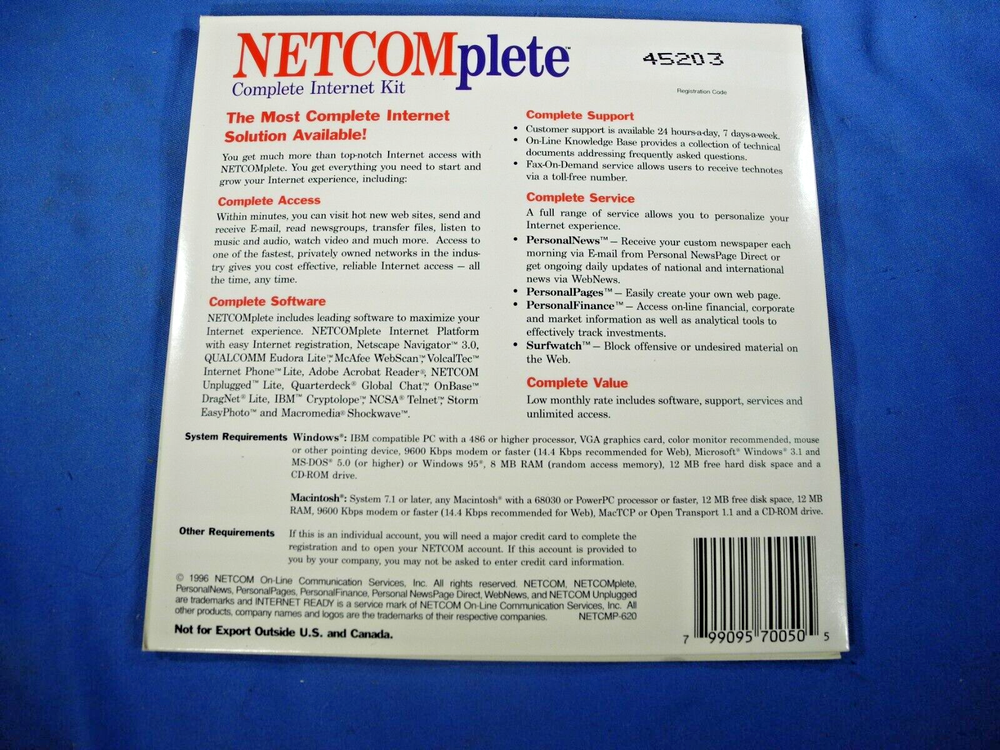 NETCOMplete™
Complete Internet Kit
45203
Registration Code
The Most Complete Internet
Solution Available!
You get much more than top-notch Internet access with
NETCOMplete. You get everything you need to start and
grow your Internet experience, including:
Complete Access
Within minutes, you can visit hot new web sites, send and
receive E-mail, read newsgroups, transfer files, listen to
music and audio, watch video and much more. Access to
one of the fastest, privately owned networks in the indus-
try gives you cost effective, reliable Internet access – all
the time, any time.
Complete Software
NETCOMplete includes leading software to maximize your
Internet experience. NETCOMplete Internet Platform
with easy Internet registration, Netscape Navigator™ 3.0,
QUALCOMM Eudora Lite™, McAfee WebScan™, VolcalTec™
Internet Phone™ Lite, Adobe Acrobat Reader®, NETCOM
Unplugged™ Lite, Quarterdeck® Global Chat™, OnBase™
DragNet® Lite, IBM™ Cryptolope™, NCSA® Telnet™, Storm
EasyPhoto™ and Macromedia® Shockwave™.
Complete Support
• Customer support is available 24 hours-a-day, 7 days-a-week.
• On-Line Knowledge Base provides a collection of technical
documents addressing frequently asked questions.
• Fax-On-Demand service allows users to receive technotes
via a toll-free number.
Complete Service
A full range of service allows you to personalize your
Internet experience.
• PersonalNews™ – Receive your custom newspaper each
morning via E-mail from Personal NewsPage Direct or
get ongoing daily updates of national and international
news via WebNews.
• PersonalPages™ – Easily create your own web page.
• PersonalFinance™ – Access on-line financial, corporate
and market information as well as analytical tools to
effectively track investments.
• Surfwatch™ – Block offensive or undesired material on
the Web.
Complete Value
Low monthly rate includes software, support, services and
unlimited access.
System Requirements Windows®: IBM compatible PC with a 486 or higher processor, VGA graphics card, color monitor recommended, mouse
or other pointing device, 9600 Kbps modem or faster (14.4 Kbps recommended for Web), Microsoft® Windows® 3.1 and
MS-DOS® 5.0 (or higher) or Windows 95®, 8 MB RAM (random access memory), 12 MB free hard disk space and a
CD-ROM drive.
Macintosh®: System 7.1 or later, any Macintosh® with a 68030 or PowerPC processor or faster, 12 MB free disk space, 12 MB
RAM, 9600 Kbps modem or faster (14.4 Kbps recommended for Web), MacTCP or Open Transport 1.1 and a CD-ROM drive.
Other Requirements If this is an individual account, you will need a major credit card to complete the
registration and to open your NETCOM account. If this account is provided to
you by your company, you may not be asked to enter credit card information.
© 1996 NETCOM On-Line Communication Services, Inc. All rights reserved. NETCOM, NETCOMplete,
PersonalNews, PersonalPages, PersonalFinance, Personal NewsPage Direct, WebNews, and NETCOM Unplugged
are trademarks and INTERNET READY is a service mark of NETCOM On-Line Communication Services, Inc. All
other products, company names and logos are the trademarks of their respective companies. NETCMP-620
Not for Export Outside U.S. and Canada.
7 99095 70050 5